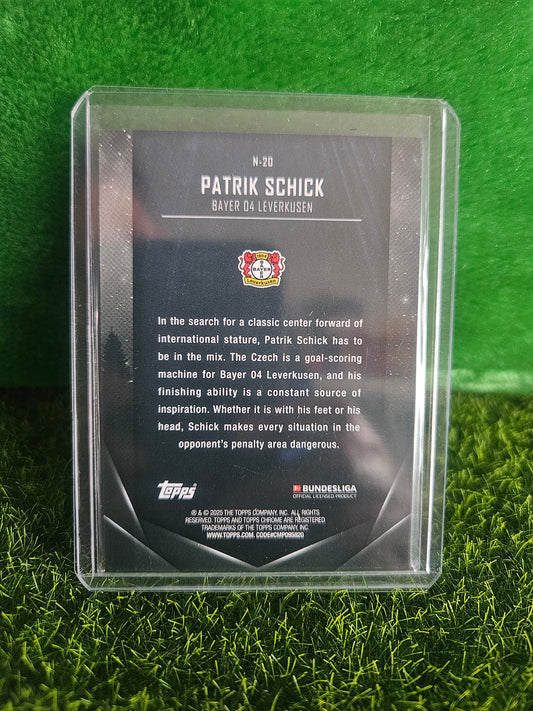 N-20
PATRIK SCHICK
BAYER 04 LEVERKUSEN
1904
BAYER
Leverkusen
In the search for a classic center forward of
international stature, Patrik Schick has to
be in the mix. The Czech is a goal-scoring
machine for Bayer 04 Leverkusen, and his
finishing ability is a constant source of
inspiration. Whether it is with his feet or his
head, Schick makes every situation in the
opponent's penalty area dangerous.
Topps
BUNDESLIGA
OFFICIAL LICENSED PRODUCT
® & © 2025 THE TOPPS COMPANY, INC. ALL RIGHTS
RESERVED. TOPPS AND TOPPS CHROME ARE REGISTERED
TRADEMARKS OF THE TOPPS COMPANY, INC.
WWW.TOPPS.COM. CODE#CMP095820